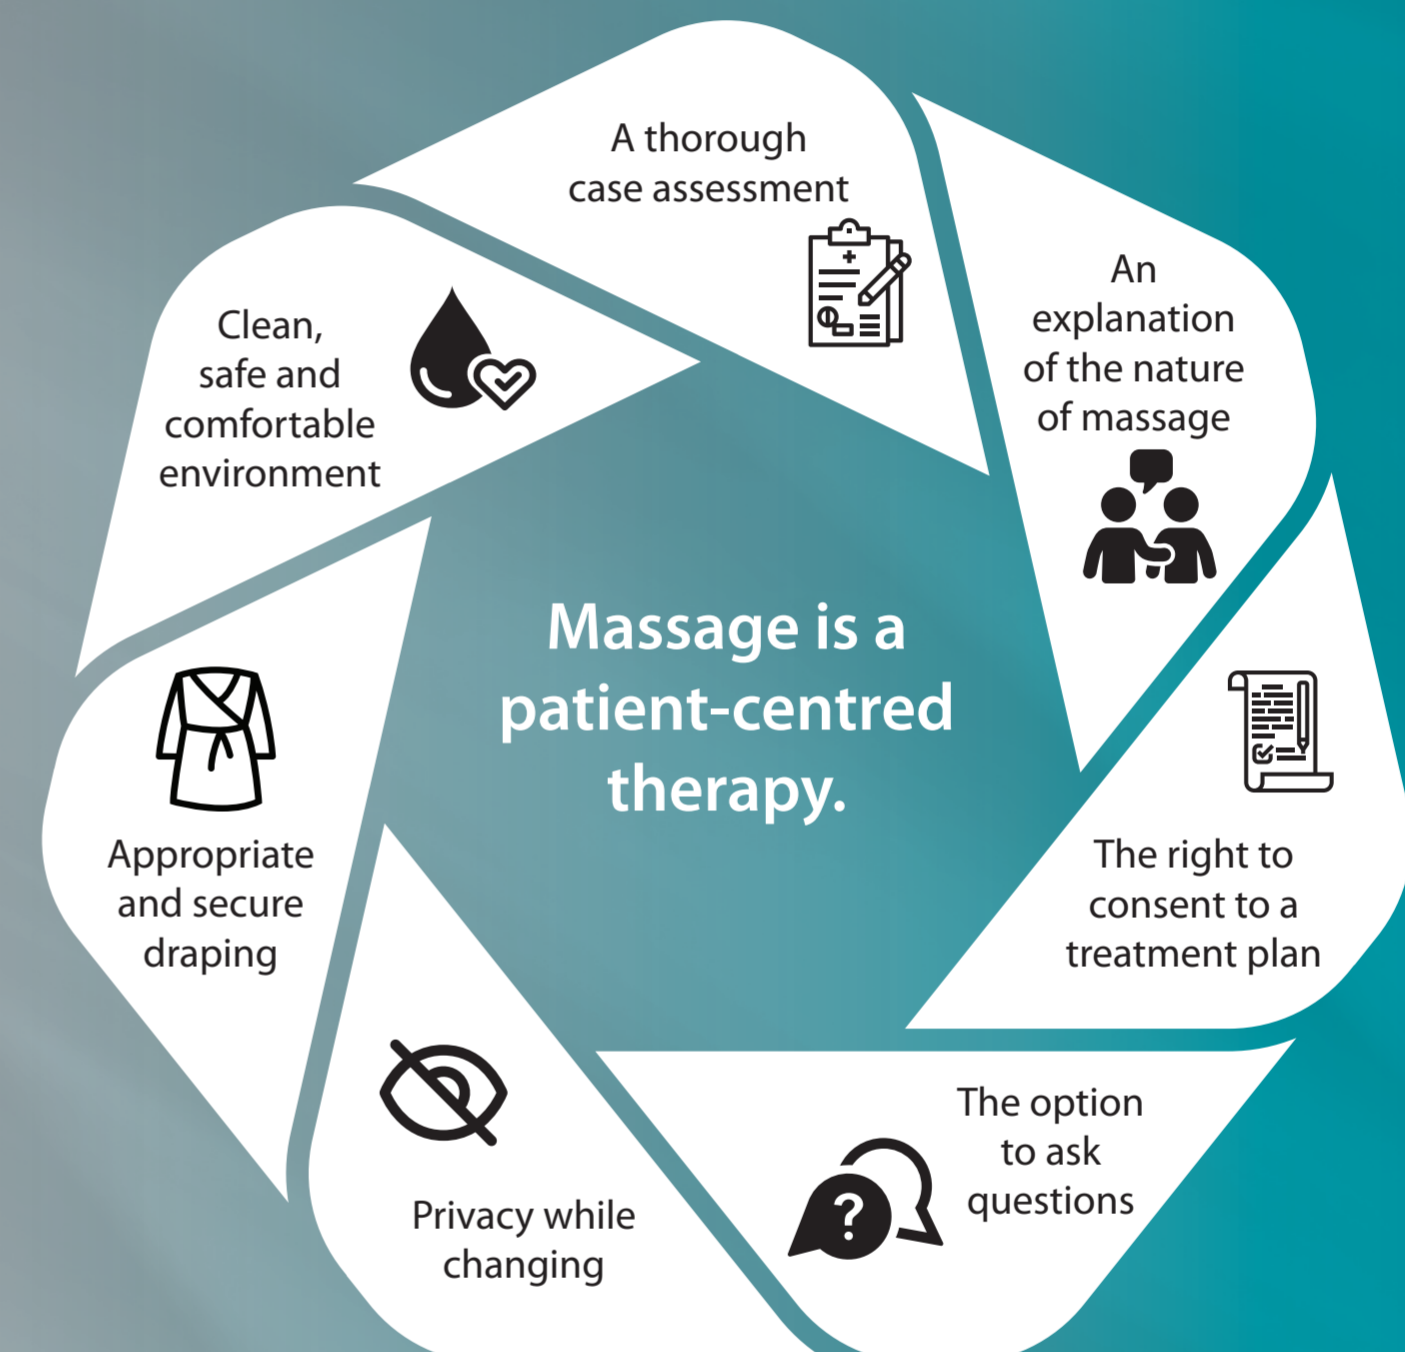 A thorough
case assessment
An
explanation
of the nature
of massage
The right to
consent to a
treatment plan
The option
to ask
questions
?
Privacy while
changing
Appropriate
and secure
draping
Clean,
safe and
comfortable
environment
Massage is a
patient-centred
therapy.